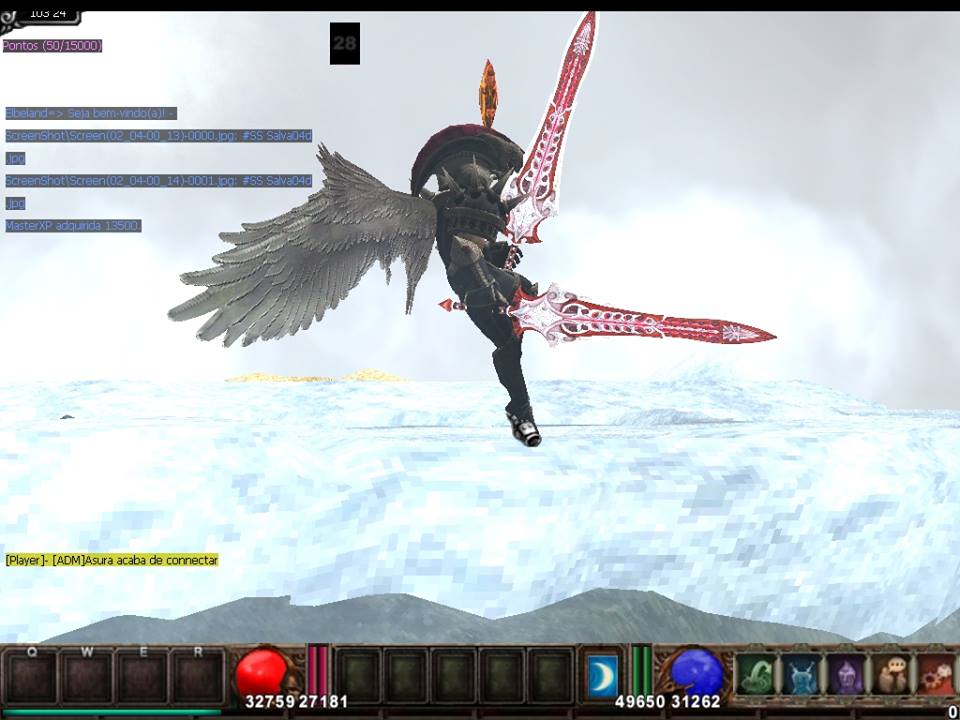 103 24
Pontos (50/15000)
28
Elbeland=> Seja bem-vindo(a)! -
ScreenShot\Screen(02_04-00_13)-0000.jpg: #SS Salva04d
.jpg
ScreenShot\Screen(02_04-00_14)-0001.jpg: #SS Salva04d
.jpg
MasterXP adquirida 13500.
[Player]- [ADM]Asura acaba de connectar
Q W E R
32759 27181 49650 31262
0